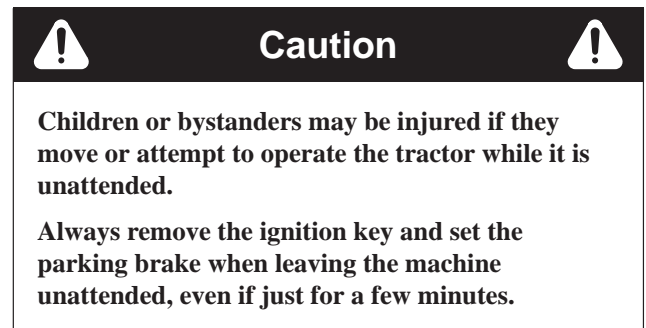 Caution
Children or bystanders may be injured if they
move or attempt to operate the tractor while it is
unattended.
Always remove the ignition key and set the
parking brake when leaving the machine
unattended, even if just for a few minutes.